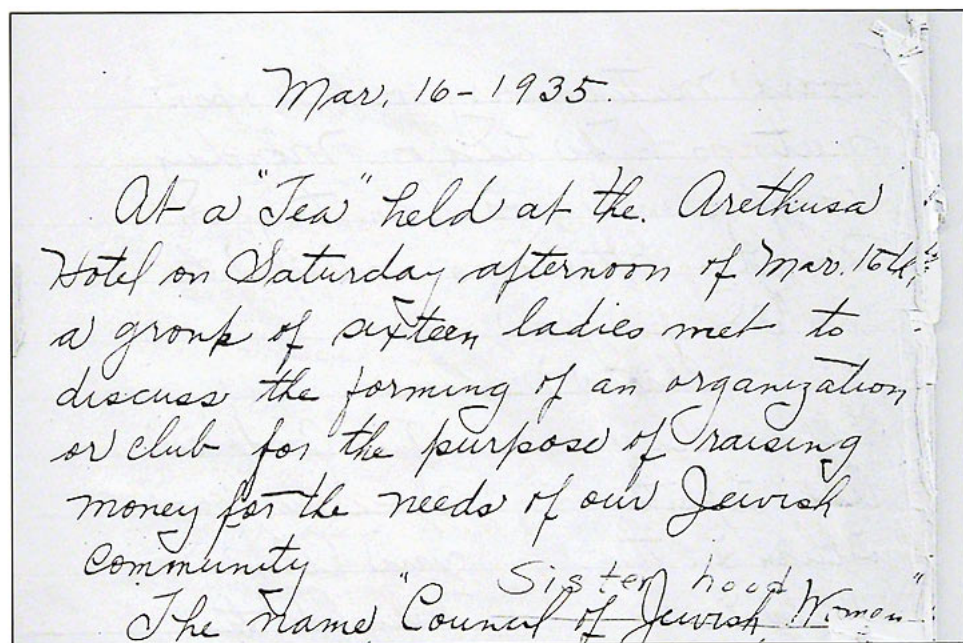 Mar. 16 - 1935.
At a "Tea" held at the Arethusa
Hotel on Saturday afternoon of Mar. 16th,
a group of sixteen ladies met to
discuss the forming of an organization
or club for the purpose of raising
money for the needs of our Jewish
community
Sister hood
The name "Council of Jewish Women"